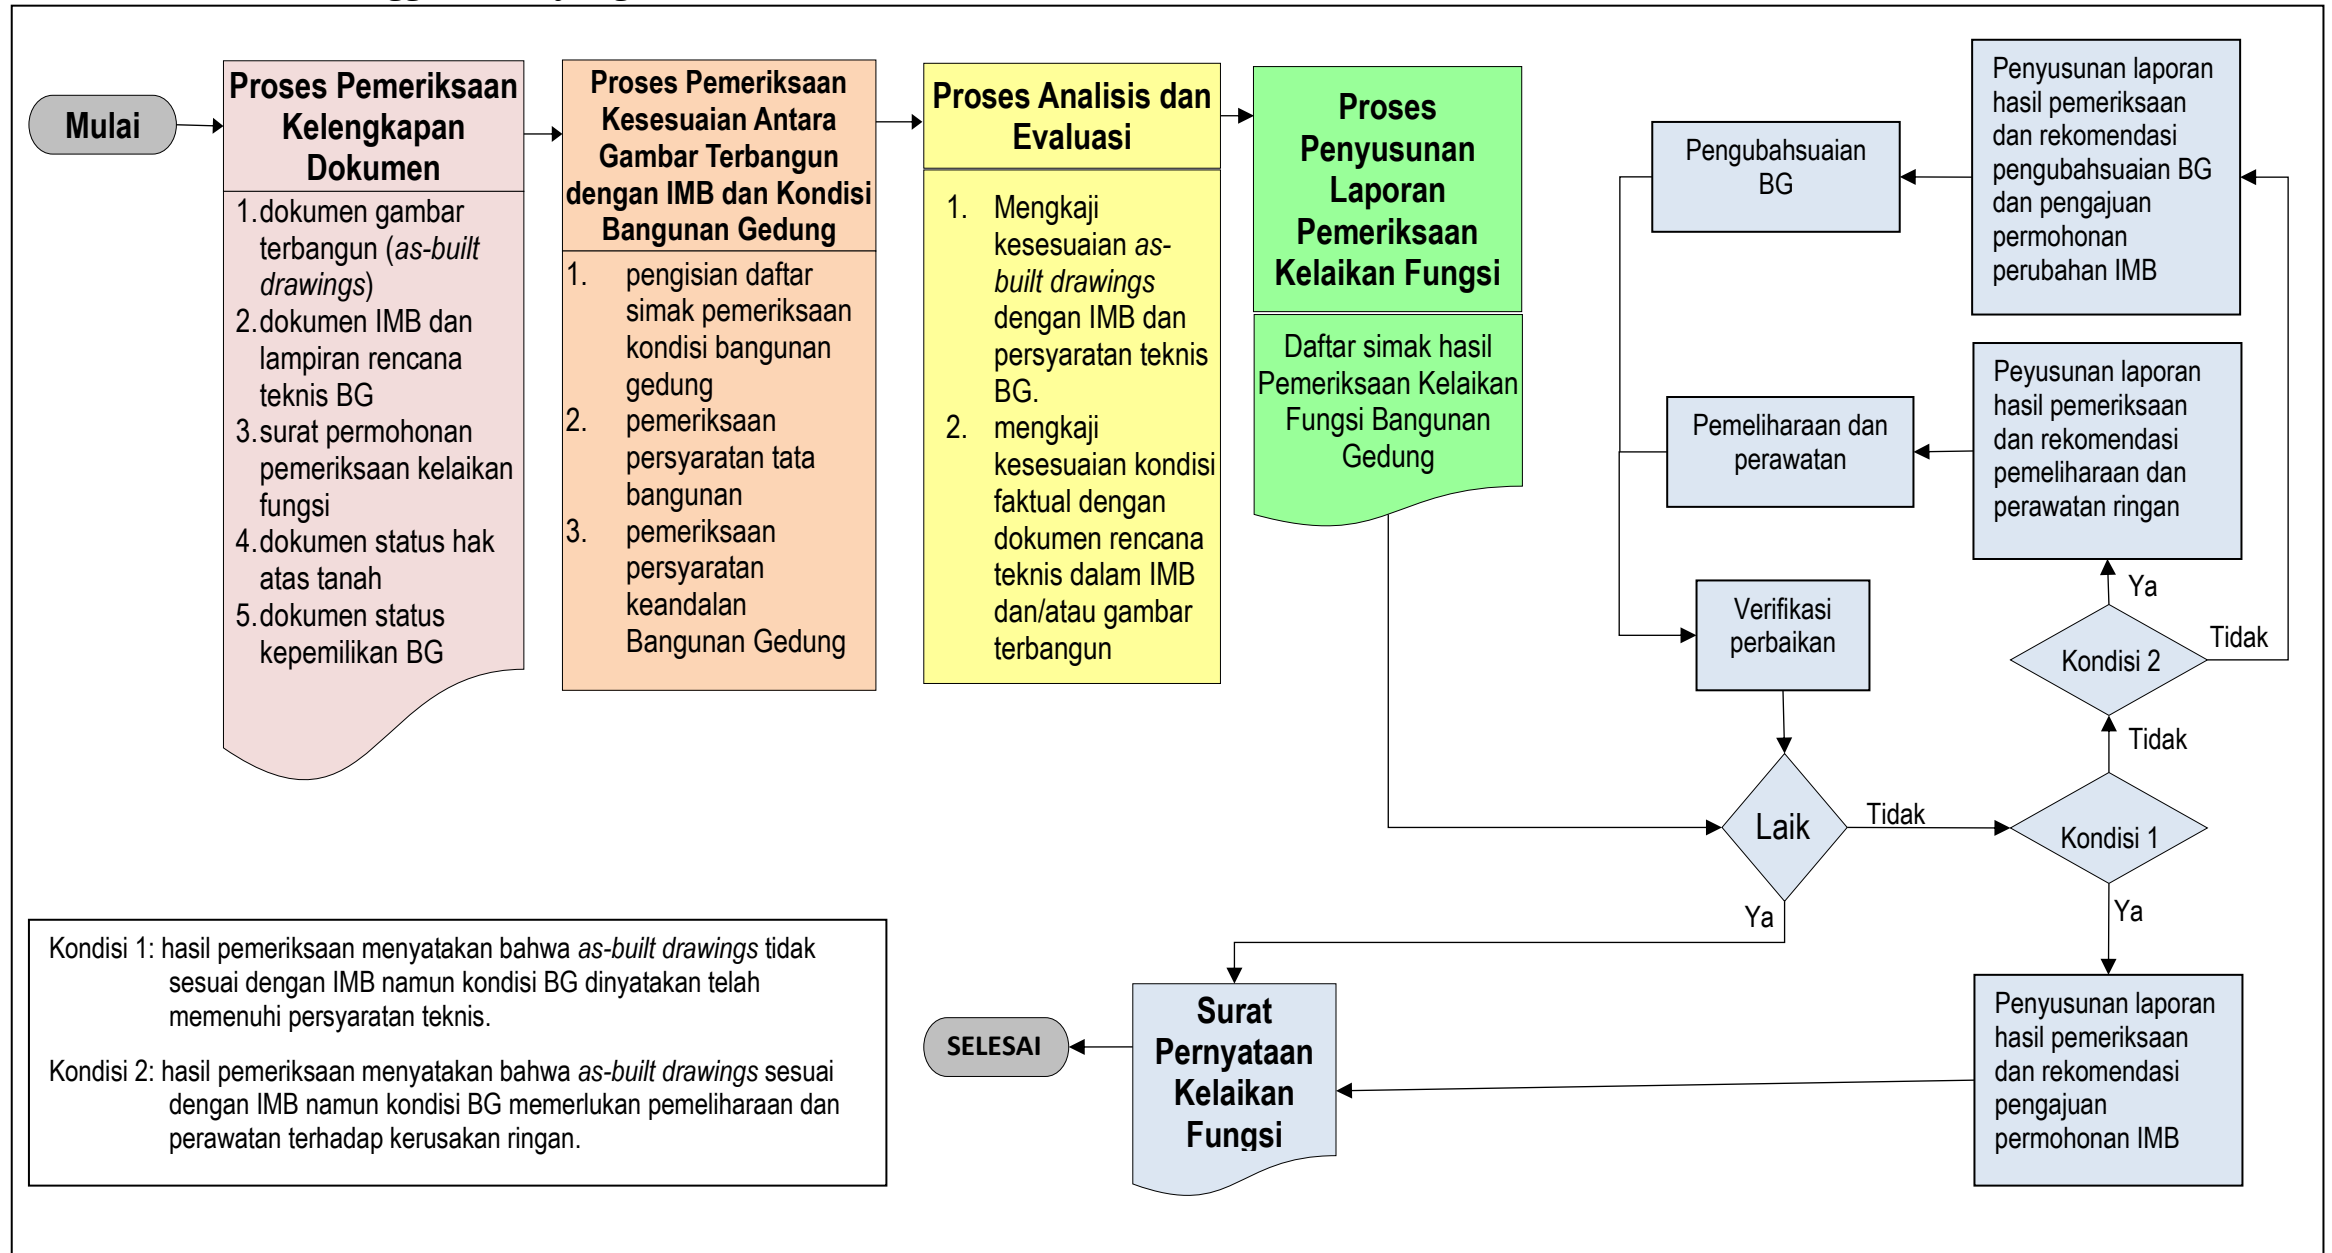 Mulai
Proses Pemeriksaan
Kelengkapan
Dokumen
1.dokumen gambar
terbangun (as-built
drawings)
2.dokumen IMB dan
lampiran rencana
teknis BG
3.surat permohonan
pemeriksaan kelaikan
fungsi
4.dokumen status hak
atas tanah
5.dokumen status
kepemilikan BG
Proses Pemeriksaan
Kesesuaian Antara
Gambar Terbangun
dengan IMB dan Kondisi
Bangunan Gedung
1. pengisian daftar
simak pemeriksaan
kondisi bangunan
gedung
2. pemeriksaan
persyaratan tata
bangunan
3. pemeriksaan
persyaratan
keandalan
Bangunan Gedung
Proses Analisis dan
Evaluasi
1. Mengkaji
kesesuaian as-
built drawings
dengan IMB dan
persyaratan teknis
BG.
2. mengkaji
kesesuaian kondisi
faktual dengan
dokumen rencana
teknis dalam IMB
dan/atau gambar
terbangun
Proses
Penyusunan
Laporan
Pemeriksaan
Kelaikan Fungsi
Daftar simak hasil
Pemeriksaan Kelaikan
Fungsi Bangunan
Gedung
Pengubahsuaian
BG
Penyusunan laporan
hasil pemeriksaan
dan rekomendasi
pengubahsuaian BG
dan pengajuan
permohonan
perubahan IMB
Pemeliharaan dan
perawatan
Peyusunan laporan
hasil pemeriksaan
dan rekomendasi
pemeliharaan dan
perawatan ringan
Ya
Verifikasi
perbaikan
Kondisi 2
Tidak
Tidak
Laik
Tidak
Kondisi 1
Ya
Ya
Kondisi 1: hasil pemeriksaan menyatakan bahwa as-built drawings tidak
sesuai dengan IMB namun kondisi BG dinyatakan telah
memenuhi persyaratan teknis.
Kondisi 2: hasil pemeriksaan menyatakan bahwa as-built drawings sesuai
dengan IMB namun kondisi BG memerlukan pemeliharaan dan
perawatan terhadap kerusakan ringan.
SELESAI
Surat
Pernyataan
Kelaikan
Fungsi
Penyusunan laporan
hasil pemeriksaan
dan rekomendasi
pengajuan
permohonan IMB